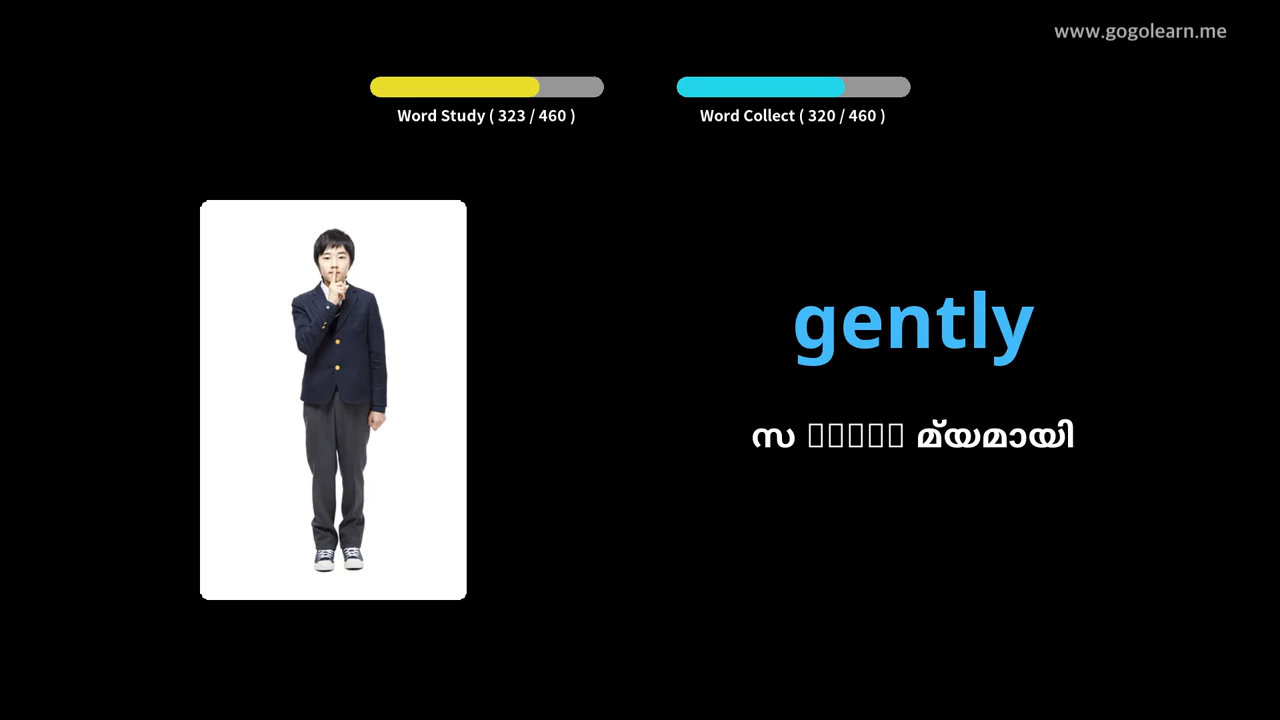 www.gogolearn.me
Word Study ( 323 / 460 )
Word Collect ( 320 / 460 )
gently
സ □□□□□ മ്യമായി